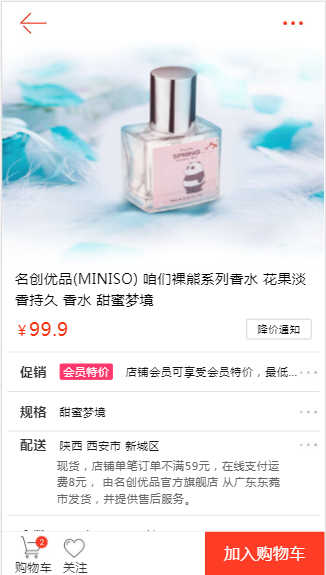 SPRING
名创优品(MINISO) 咱们裸熊系列香水 花果淡
香持久 香水 甜蜜梦境
￥99.9
降价通知
促销 会员特价 店铺会员可享受会员特价，最低...
规格 甜蜜梦境
配送 陕西 西安市 新城区
现货，店铺单笔订单不满59元，在线支付运
费8元， 由名创优品官方旗舰店 从广东东莞
市发货，并提供售后服务。
2
购物车 关注
加入购物车